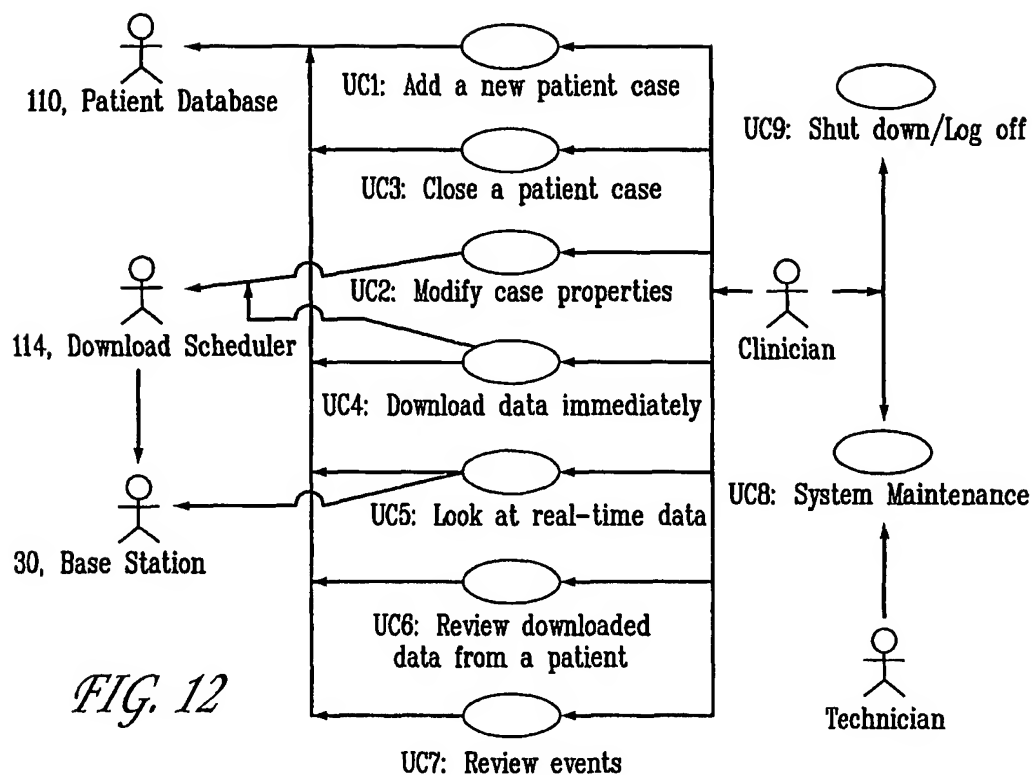 110, Patient Database
UC1: Add a new patient case
UC9: Shut down/Log off
UC3: Close a patient case
UC2: Modify case properties
114, Download Scheduler
Clinician
UC4: Download data immediately
UC8: System Maintenance
UC5: Look at real-time data
30, Base Station
UC6: Review downloaded
data from a patient
FIG. 12
Technician
UC7: Review events